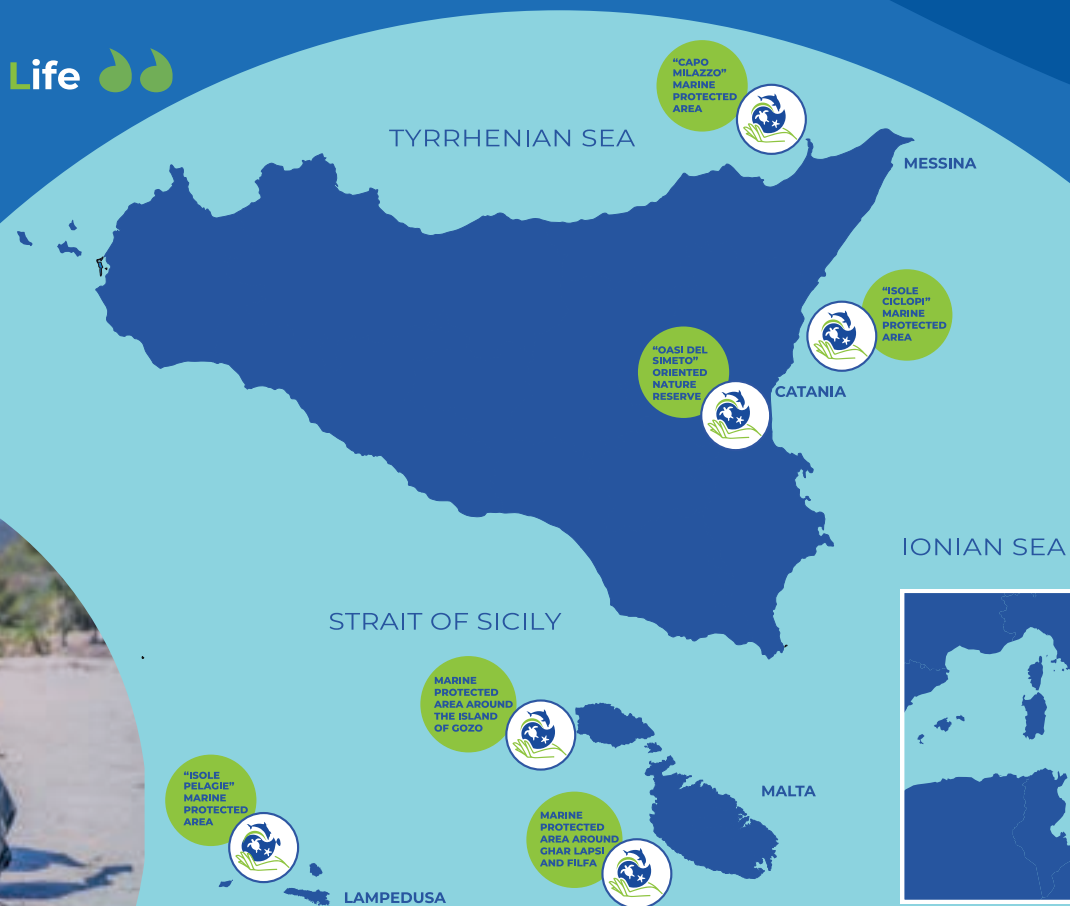 Life
"CAPO
MILAZZO"
MARINE
PROTECTED
AREA
TYRRHENIAN SEA
MESSINA
"ISOLE
CICLOPI"
MARINE
PROTECTED
AREA
"OASI DEL
SIMETO"
ORIENTED
NATURE
RESERVE
CATANIA
IONIAN SEA
STRAIT OF SICILY
MARINE
PROTECTED
AREA AROUND
THE ISLAND
OF GOZO
"ISOLE
PELAGIE"
MARINE
PROTECTED
AREA
MALTA
MARINE
PROTECTED
AREA AROUND
GHAR LAPSI
AND FILFA
LAMPEDUSA